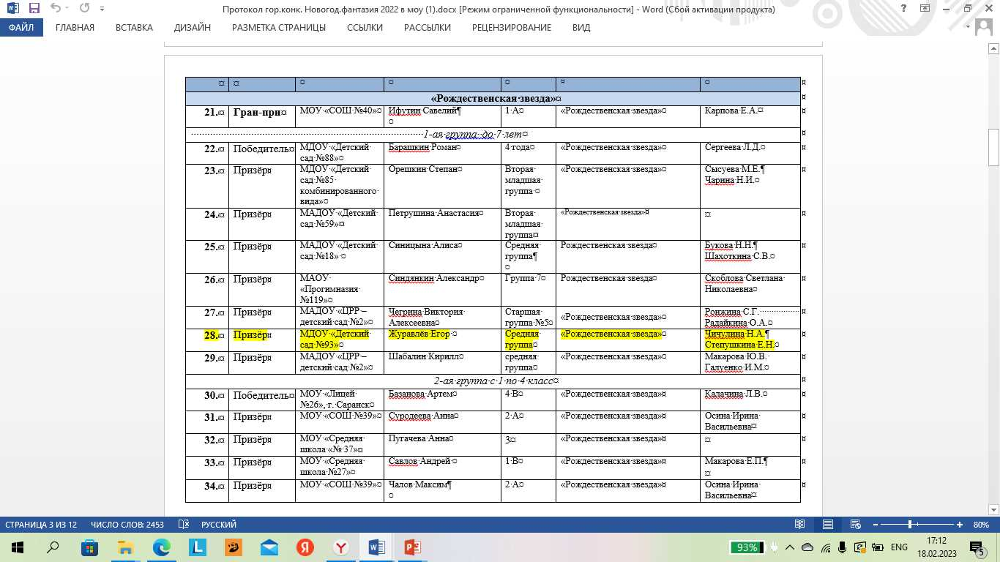 Протокол гор.конк. Новогод.фантазия 2022 в моу (1).docx [Режим ограниченной функциональности] - Word (Сбой активации продукта)
ФАЙЛ ГЛАВНАЯ ВСТАВКА ДИЗАЙН РАЗМЕТКА СТРАНИЦЫ ССЫЛКИ РАССЫЛКИ РЕЦЕНЗИРОВАНИЕ ВИД
«Рождественская звезда»
21. Гран-при МОУ «СОШ №40» Ифутин Савелий 1 А «Рождественская звезда» Карпова Е.А.
1-ая группа до 7 лет
22. Победитель МДОУ «Детский Барашкин Роман 4 года «Рождественская звезда» Сергеева Л.Д.
сад №88»
23. Призёр МДОУ «Детский Орешкин Степан Вторая «Рождественская звезда» Сысуева М.Е.
сад №85 младшая Чарина Н.И.
комбинированного группа
вида»
24. Призёр МАДОУ «Детский Петрушина Анастасия Вторая «Рождественская звезда»
сад №59» младшая
группа
25. Призёр МАДОУ «Детский Синицына Алиса Средняя Рождественская звезда Букова Н.Н.
сад №18» группа Шахоткина С.В.
26. Призёр МАОУ Синдянкин Александр Группа 7 Рождественская звезда Скоблова Светлана
«Прогимназия Николаевна
№119»
27. Призёр МАДОУ «ЦРР – Чегрина Виктория Старшая «Рождественская звезда» Ронжина С.Г.
детский сад №2» Алексеевна группа №5 Радайкина О.А.
28. Призёр МДОУ «Детский Журавлёв Егор Средняя «Рождественская звезда» Чичулина Н.А.
сад №93» группа Степушкина Е.Н.
29. Призёр МАДОУ «ЦРР – Шабалин Кирилл средняя «Рождественская звезда» Макарова Ю.В.
детский сад №2» группа Галуенко И.М.
2-ая группа с 1 по 4 класс
30. Победитель МОУ «Лицей Базанова Артем 4 В «Рождественская звезда» Калачина Л.В.
№26», г. Саранск
31. Призёр МОУ «СОШ №39» Суродеева Анна 2 А «Рождественская звезда» Осина Ирина
Васильевна
32. Призёр МОУ «Средняя Пугачева Анна 3 «Рождественская звезда»
школа «№ 37»
33. Призёр МОУ «Средняя Савлов Андрей 1 В «Рождественская звезда» Макарова Е.П.
школа №27»
34. Призёр МОУ «СОШ №39» Чалов Максим 2 А «Рождественская звезда» Осина Ирина
Васильевна
СТРАНИЦА 3 ИЗ 12 ЧИСЛО СЛОВ: 2453 РУССКИЙ 80%
93% ENG 17:12
18.02.2023 5